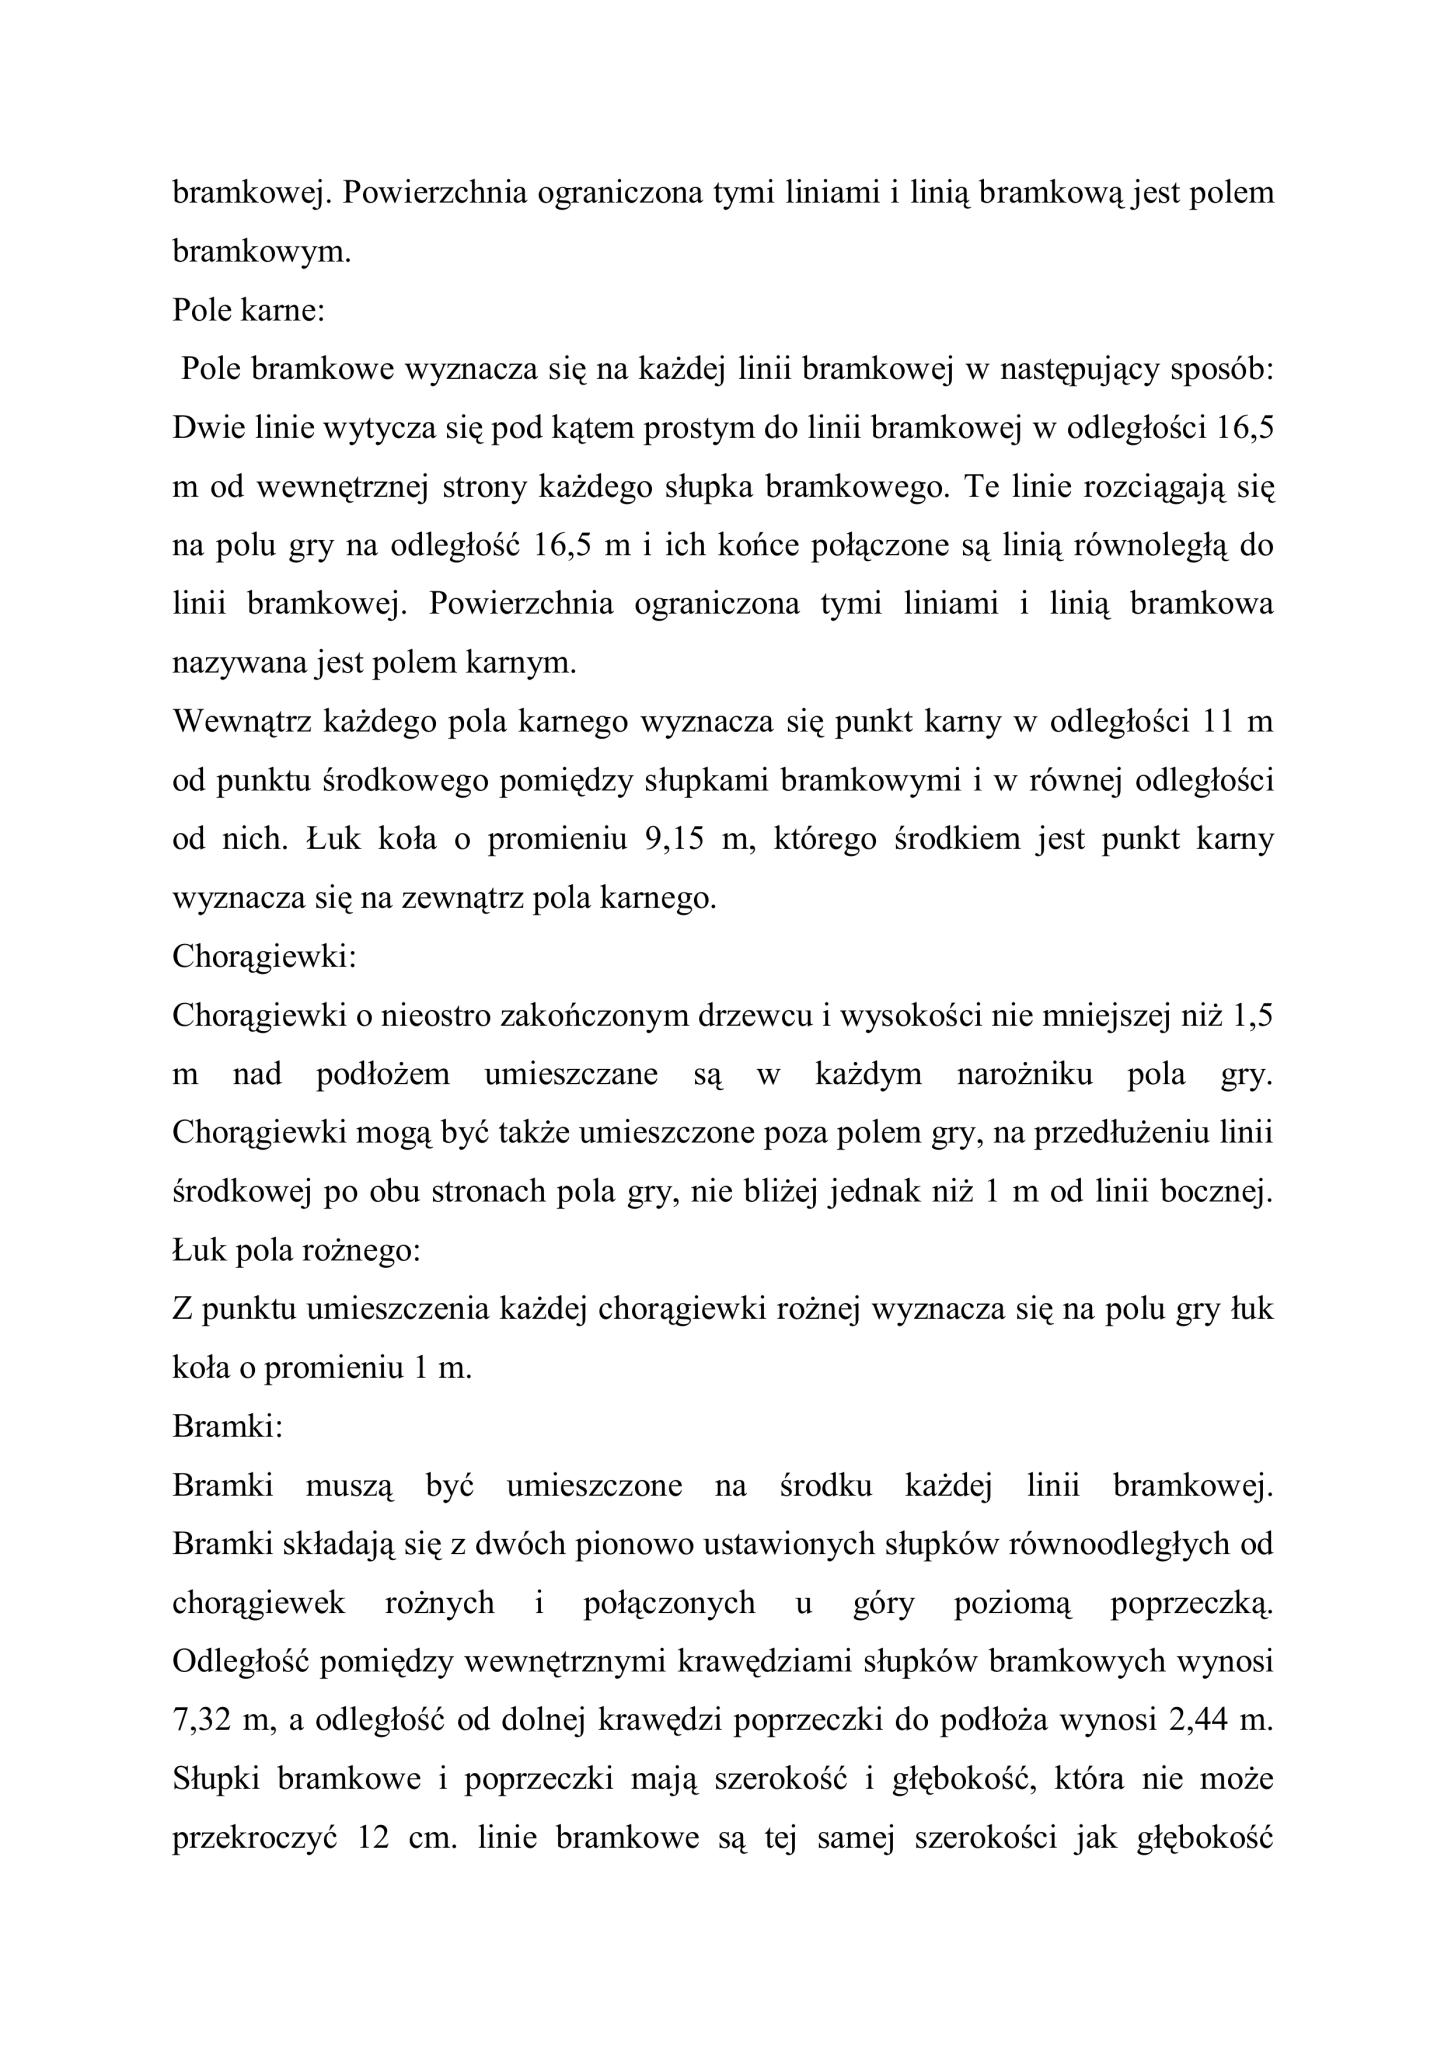 bramkowej. Powierzchnia ograniczona tymi liniami i linią bramkową jest polem
bramkowym.
Pole karne:
Pole bramkowe wyznacza się na każdej linii bramkowej w następujący sposób:
Dwie linie wytycza się pod kątem prostym do linii bramkowej w odległości 16,5
m od wewnętrznej strony każdego słupka bramkowego. Te linie rozciągają się
na polu gry na odległość 16,5 m i ich końce połączone są linią równoległą do
linii bramkowej. Powierzchnia ograniczona tymi liniami i linią bramkowa
nazywana jest polem karnym.
Wewnątrz każdego pola karnego wyznacza się punkt karny w odległości 11 m
od punktu środkowego pomiędzy słupkami bramkowymi i w równej odległości
od nich. Łuk koła o promieniu 9,15 m, którego środkiem jest punkt karny
wyznacza się na zewnątrz pola karnego.
Chorągiewki:
Chorągiewki o nieostro zakończonym drzewcu i wysokości nie mniejszej niż 1,5
m nad podłożem umieszczane są w każdym narożniku pola gry.
Chorągiewki mogą być także umieszczone poza polem gry, na przedłużeniu linii
środkowej po obu stronach pola gry, nie bliżej jednak niż 1 m od linii bocznej.
Łuk pola rożnego:
Z punktu umieszczenia każdej chorągiewki rożnej wyznacza się na polu gry łuk
koła o promieniu 1 m.
Bramki:
Bramki muszą być umieszczone na środku każdej linii bramkowej.
Bramki składają się z dwóch pionowo ustawionych słupków równoodległych od
chorągiewek rożnych i połączonych u góry poziomą poprzeczką.
Odległość pomiędzy wewnętrznymi krawędziami słupków bramkowych wynosi
7,32 m, a odległość od dolnej krawędzi poprzeczki do podłoża wynosi 2,44 m.
Słupki bramkowe i poprzeczki mają szerokość i głębokość, która nie może
przekroczyć 12 cm. linie bramkowe są tej samej szerokości jak głębokość